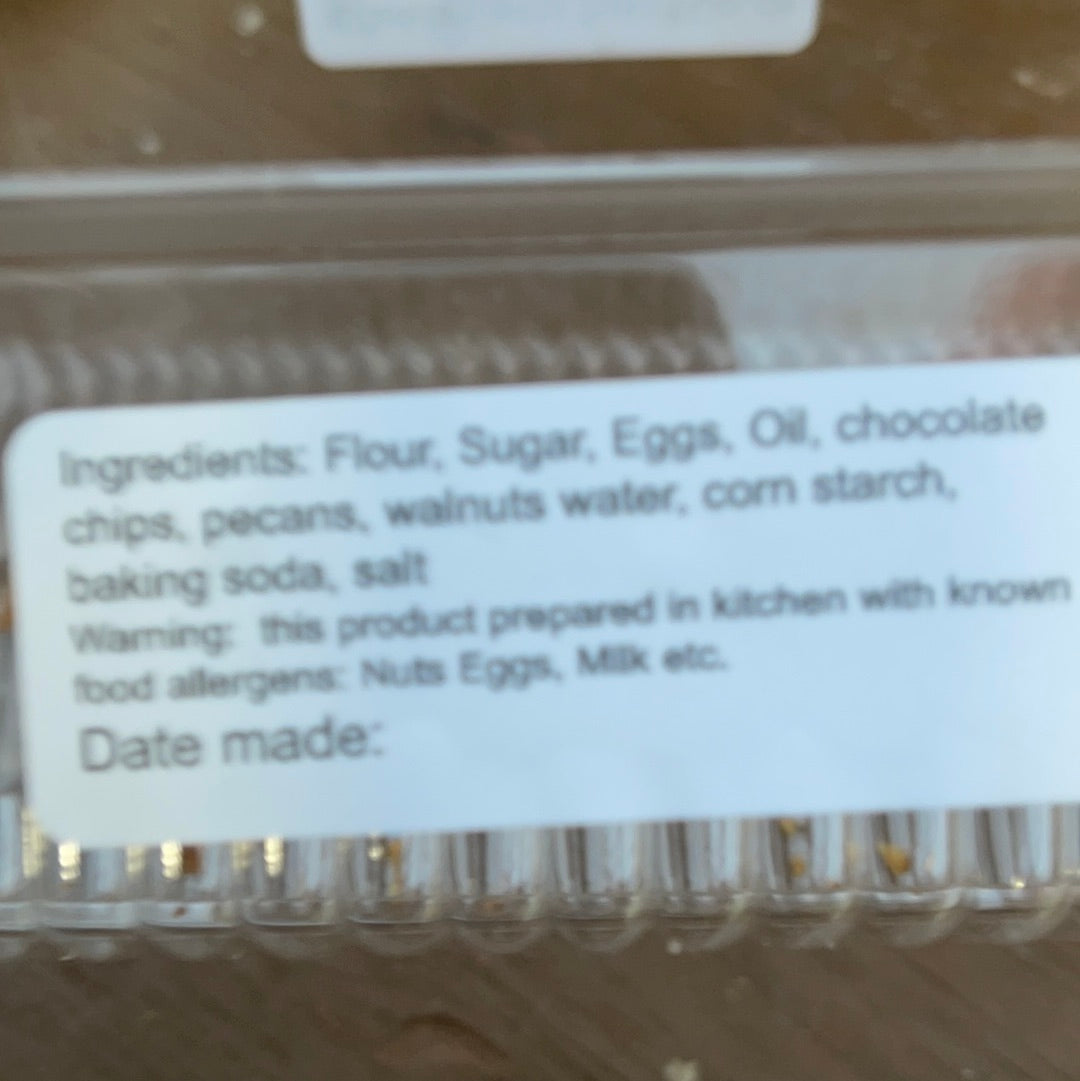 Ingredients: Flour, Sugar, Eggs, Oil, chocolate
chips, pecans, walnuts water, corn starch,
baking soda, salt
Warning: this product prepared in kitchen with known
food allergens: Nuts Eggs, Milk etc.
Date made: